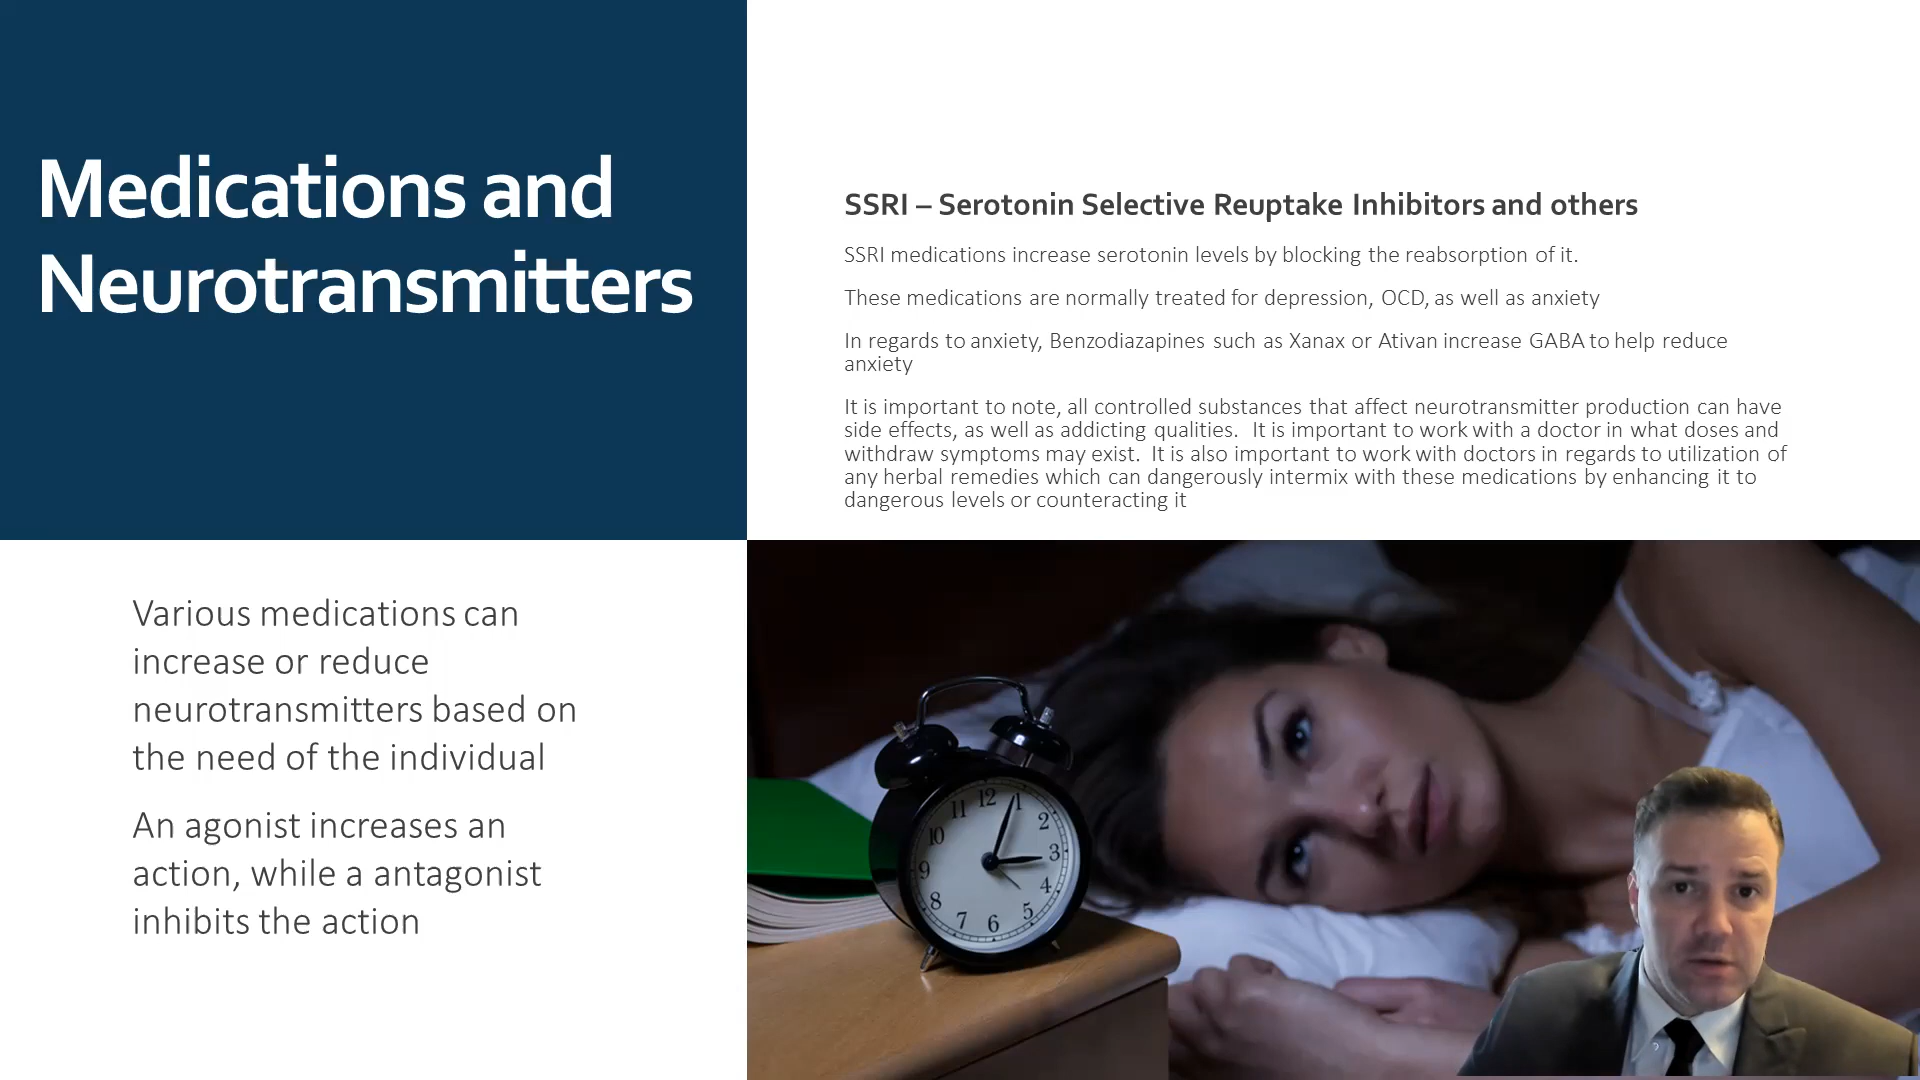 Medications and
Neurotransmitters
SSRI – Serotonin Selective Reuptake Inhibitors and others
SSRI medications increase serotonin levels by blocking the reabsorption of it.
These medications are normally treated for depression, OCD, as well as anxiety
In regards to anxiety, Benzodiazapines such as Xanax or Ativan increase GABA to help reduce
anxiety
It is important to note, all controlled substances that affect neurotransmitter production can have
side effects, as well as addicting qualities.  It is important to work with a doctor in what doses and
withdraw symptoms may exist.  It is also important to work with doctors in regards to utilization of
any herbal remedies which can dangerously intermix with these medications by enhancing it to
dangerous levels or counteracting it
Various medications can
increase or reduce
neurotransmitters based on
the need of the individual
An agonist increases an
action, while a antagonist
inhibits the action
12
1
2
3
4
5
6
7
8
9
10
11